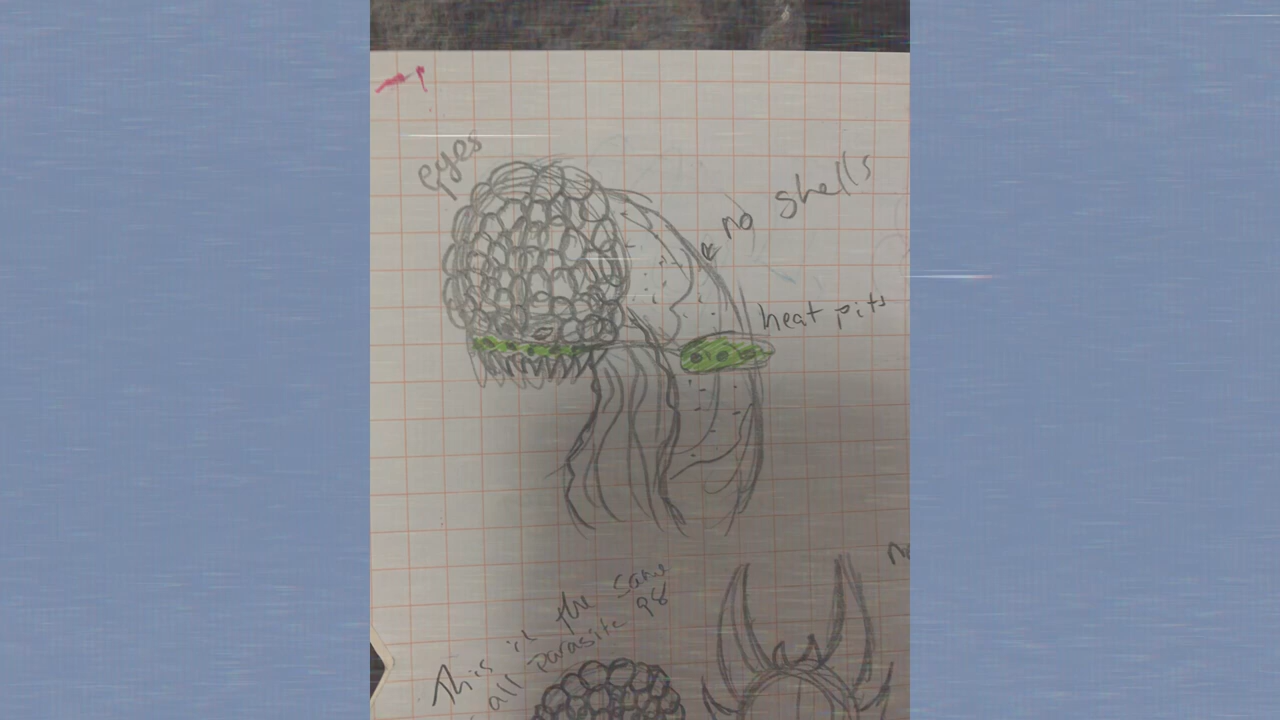 eyes
no shells
heat pits
This is the same
all parasite 98